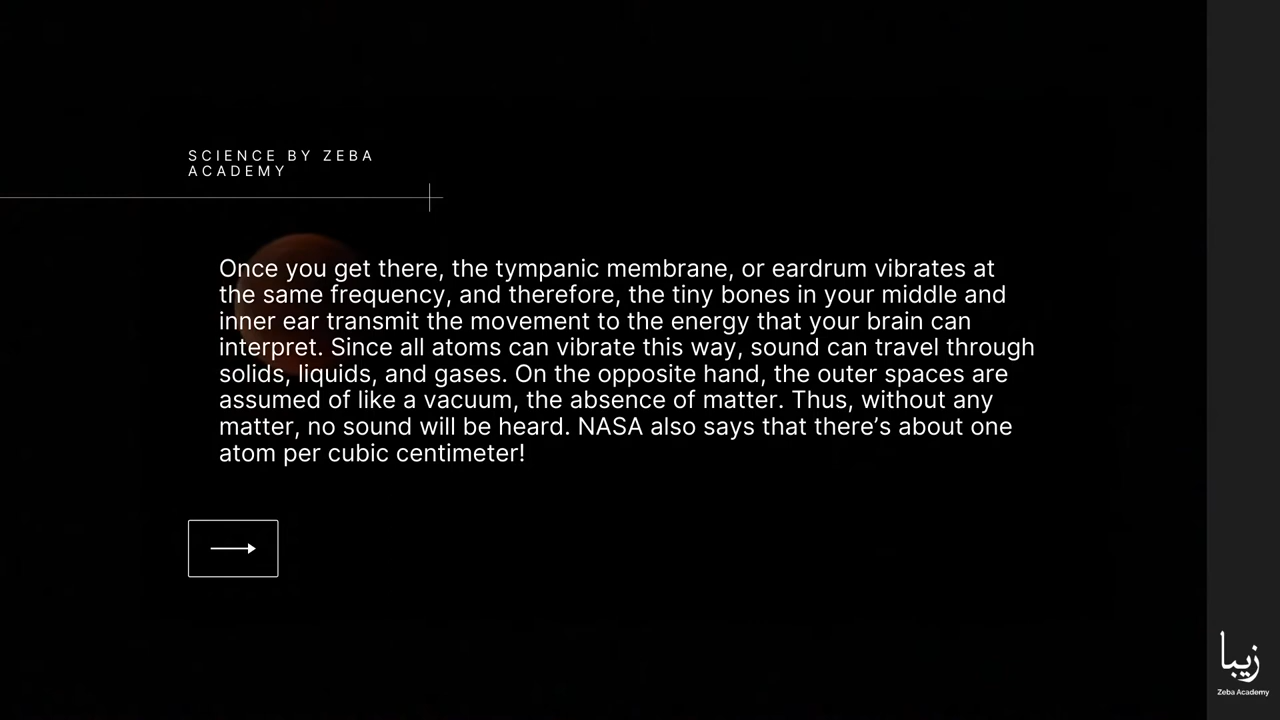 SCIENCE BY ZEBA
ACADEMY
Once you get there, the tympanic membrane, or eardrum vibrates at
the same frequency, and therefore, the tiny bones in your middle and
inner ear transmit the movement to the energy that your brain can
interpret. Since all atoms can vibrate this way, sound can travel through
solids, liquids, and gases. On the opposite hand, the outer spaces are
assumed of like a vacuum, the absence of matter. Thus, without any
matter, no sound will be heard. NASA also says that there’s about one
atom per cubic centimeter!
زیبا
Zeba Academy